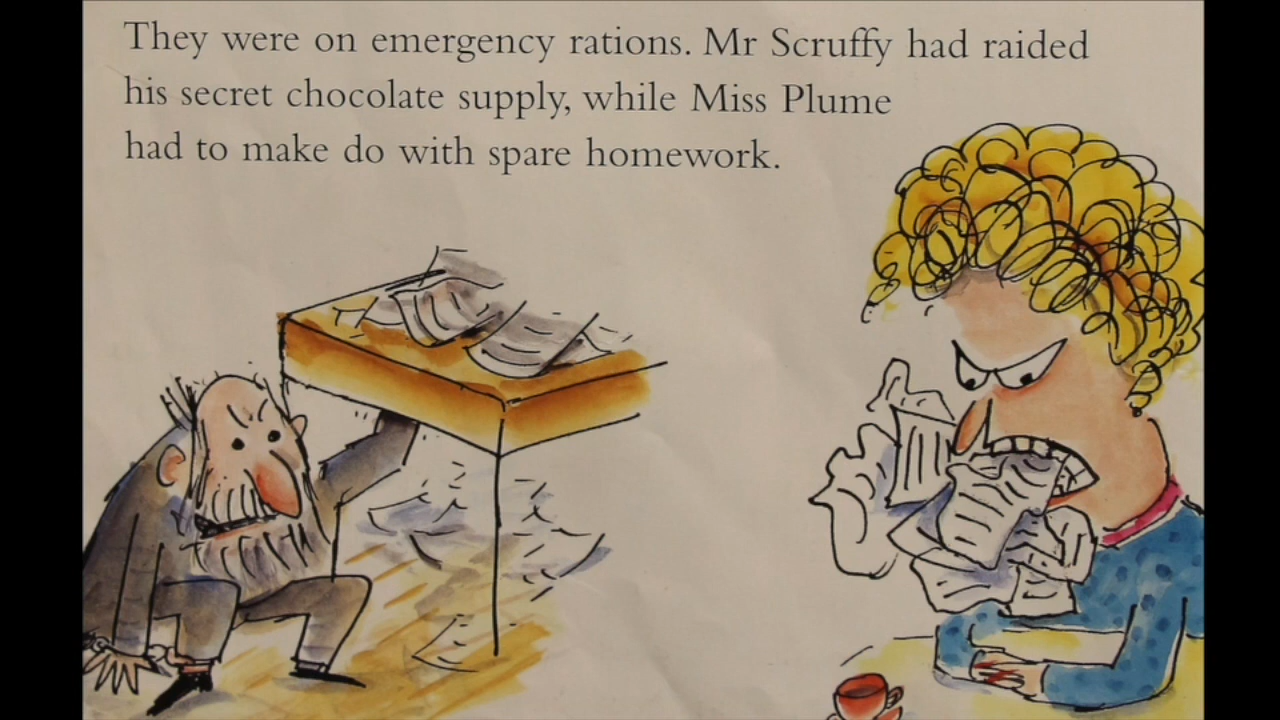 They were on emergency rations. Mr Scruffy had raided
his secret chocolate supply, while Miss Plume
had to make do with spare homework.